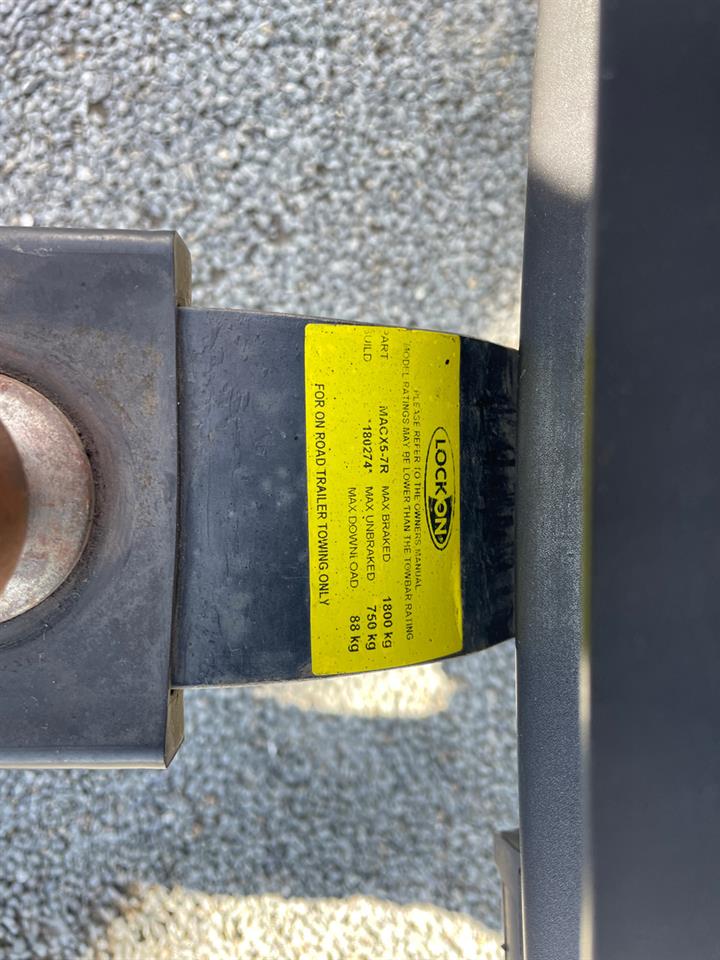 LOCKON
PLEASE REFER TO THE OWNERS MANUAL
MODEL RATINGS MAY BE LOWER THAN THE TOWBAR RATING
PART MACX5-7R MAX BRAKED 1800 kg
BUILD *180274* MAX UNBRAKED 750 kg
MAX DOWNLOAD 88 kg
FOR ON ROAD TRAILER TOWING ONLY